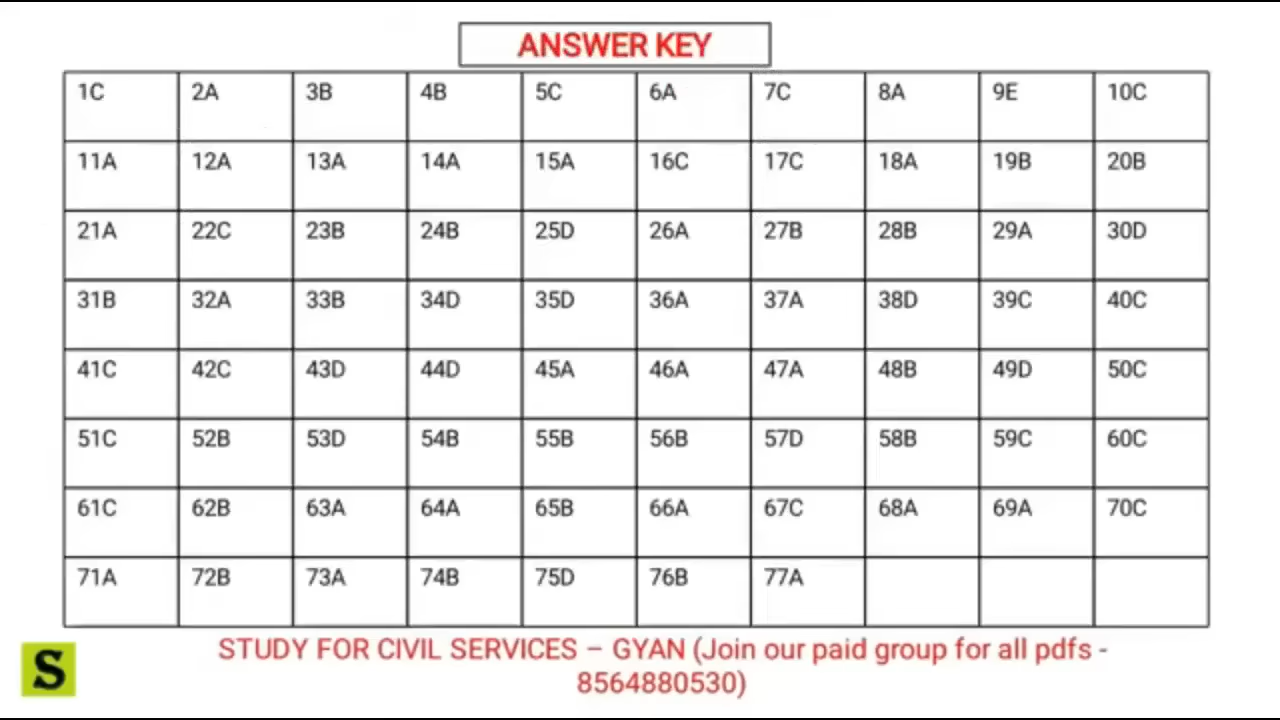 ANSWER KEY
1C 2A 3B 4B 5C 6A 7C 8A 9E 10C
11A 12A 13A 14A 15A 16C 17C 18A 19B 20B
21A 22C 23B 24B 25D 26A 27B 28B 29A 30D
31B 32A 33B 34D 35D 36A 37A 38D 39C 40C
41C 42C 43D 44D 45A 46A 47A 48B 49D 50C
51C 52B 53D 54B 55B 56B 57D 58B 59C 60C
61C 62B 63A 64A 65B 66A 67C 68A 69A 70C
71A 72B 73A 74B 75D 76B 77A
STUDY FOR CIVIL SERVICES – GYAN (Join our paid group for all pdfs -
8564880530)
S